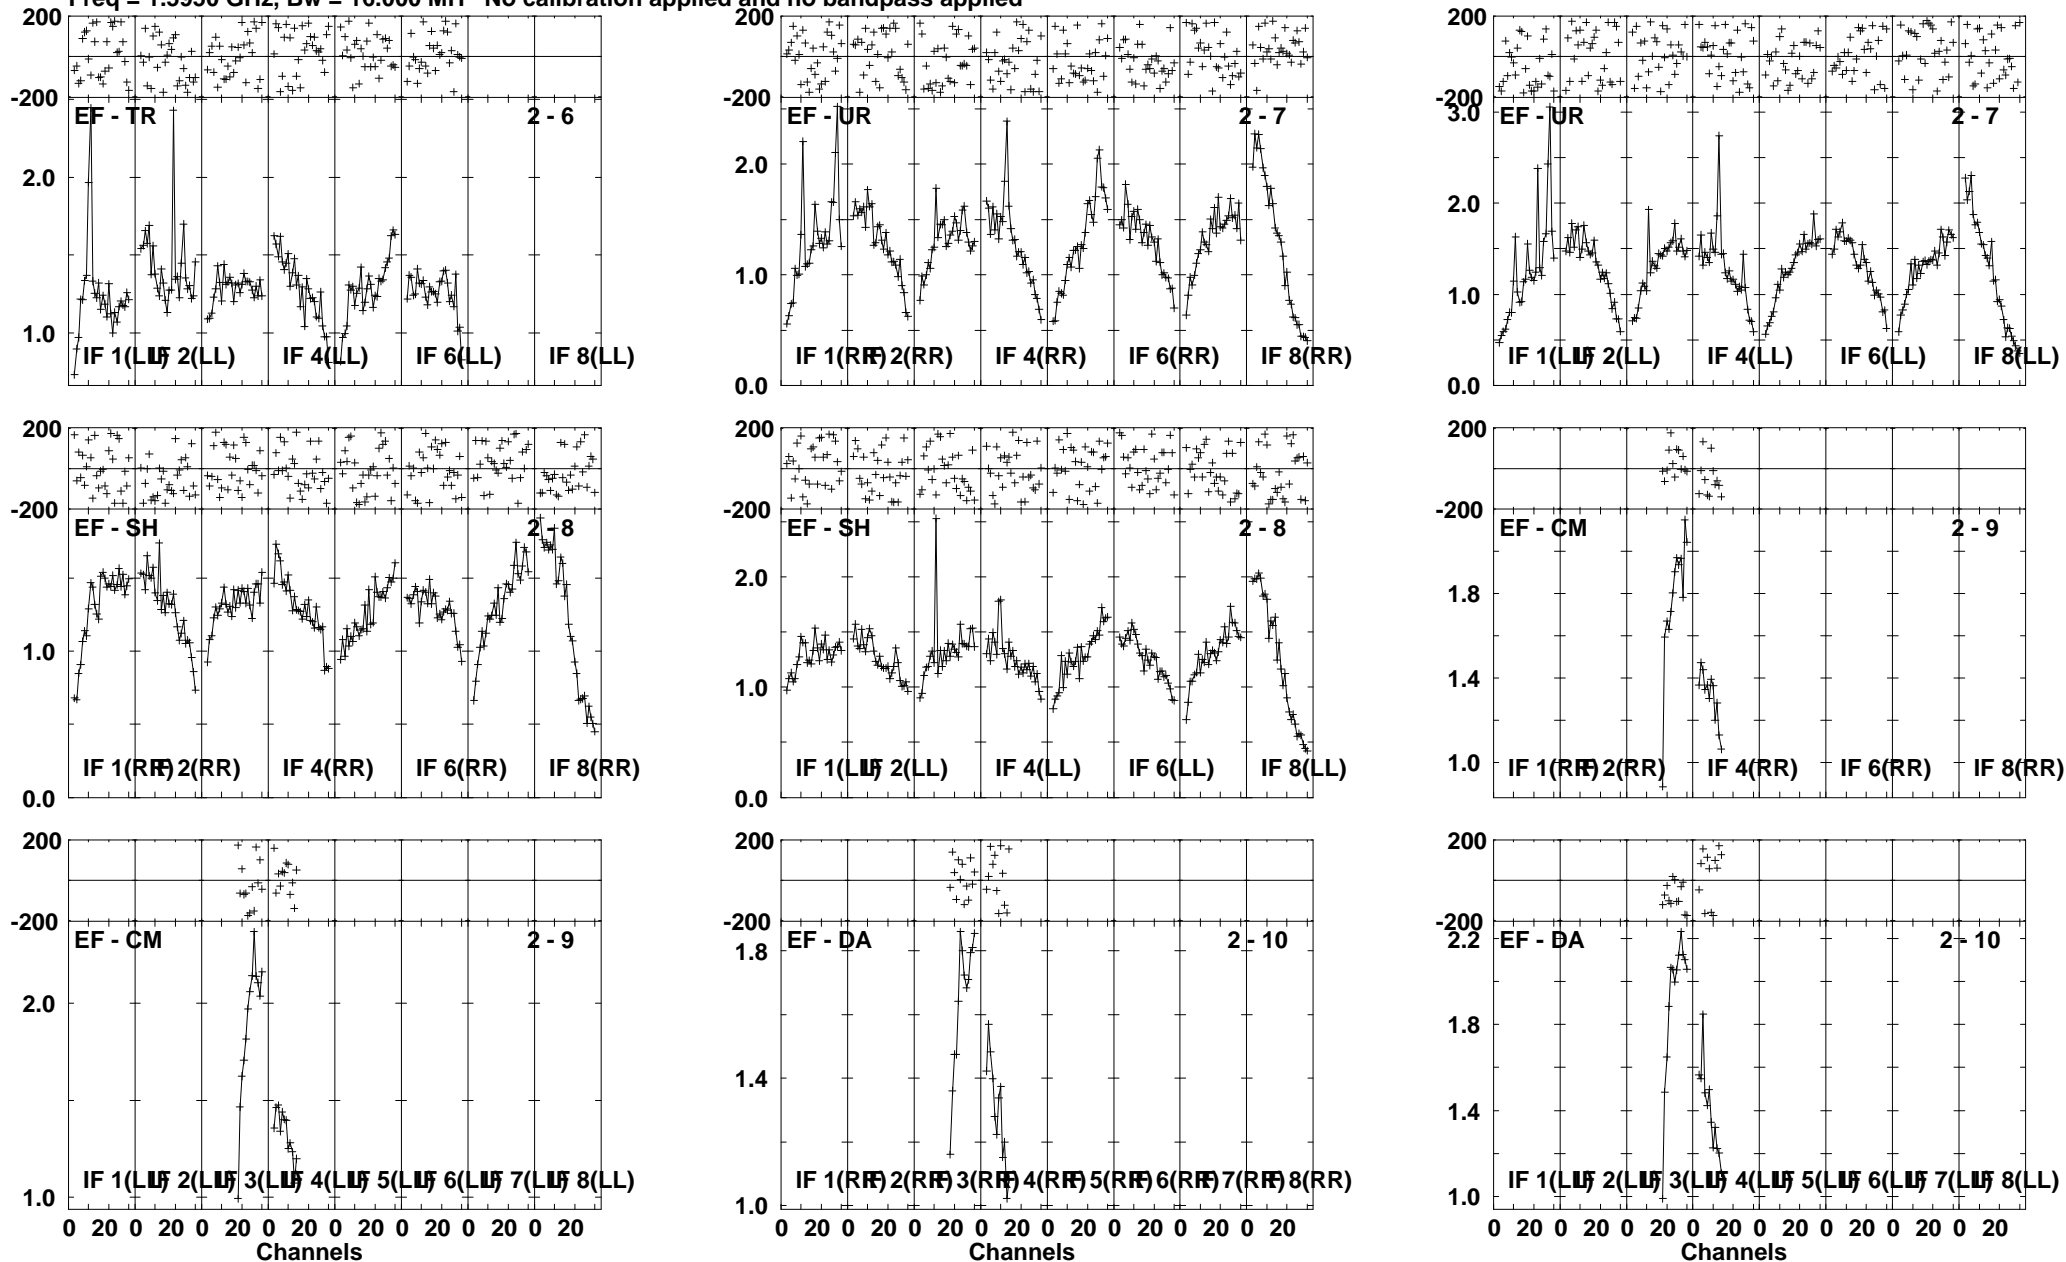 Freq = 1.5950 GHz, Bw = 16.000 MH No calibration applied and no bandpass applied
200 200 200
-200 -200 -200
EF - TR 2 - 6 EF - UR 2 - 7 EF - UR 2 - 7
3.0
2.0 2.0 2.0
1.0 1.0 1.0
IF 1(LL) IF 2(LL) IF 4(LL) IF 6(LL) IF 8(LL) IF 1(RR) IF 2(RR) IF 4(RR) IF 6(RR) IF 8(RR) IF 1(LL) IF 2(LL) IF 4(LL) IF 6(LL) IF 8(LL)
0.0 0.0
200 200 200
-200 -200 -200
EF - SH 2 - 8 EF - SH 2 - 8 EF - CM 2 - 9
2.0 1.8
1.4
1.0 1.0 1.0
IF 1(RR) IF 2(RR) IF 4(RR) IF 6(RR) IF 8(RR) IF 1(LL) IF 2(LL) IF 4(LL) IF 6(LL) IF 8(LL) IF 1(RR) IF 2(RR) IF 4(RR) IF 6(RR) IF 8(RR)
0.0 0.0
200 200 200
-200 -200 -200
EF - CM 2 - 9 EF - DA 2 - 10 EF - DA 2 - 10
2.0 1.8 2.2
1.8
1.4 1.4
IF 1(LL) IF 2(LL) IF 3(LL) IF 4(LL) IF 5(LL) IF 6(LL) IF 7(LL) IF 8(LL) IF 1(RR) IF 2(RR) IF 3(RR) IF 4(RR) IF 5(RR) IF 6(RR) IF 7(RR) IF 8(RR) IF 1(LL) IF 2(LL) IF 3(LL) IF 4(LL) IF 5(LL) IF 6(LL) IF 7(LL) IF 8(LL)
1.0 1.0 1.0
0 20 0 20 0 20 0 20 0 20 0 20 0 20 0 20 0 20 0 20 0 20 0 20 0 20 0 20 0 20 0 20 0 20 0 20 0 20 0 20 0 20 0 20 0 20 0 20
Channels Channels Channels